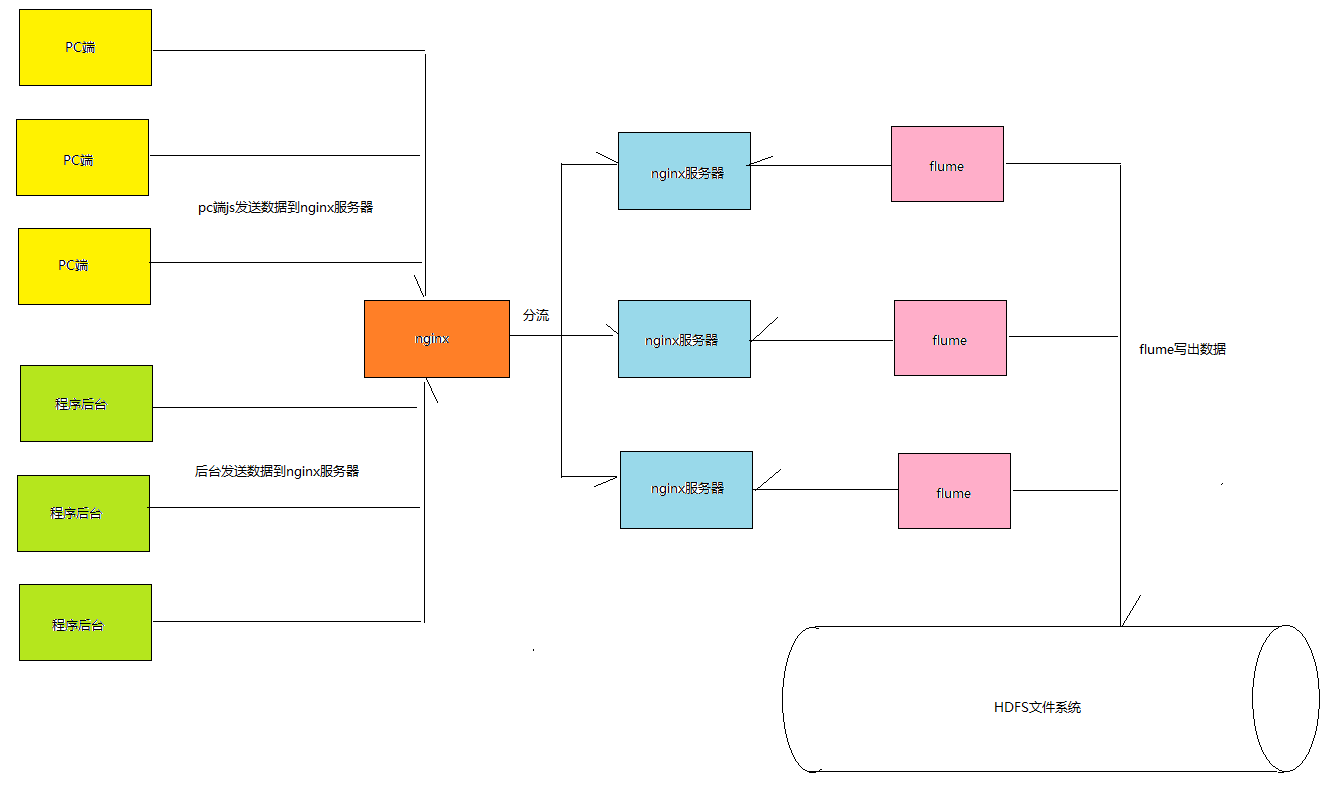 PC端
PC端
pc端js发送数据到nginx服务器
PC端
程序后台
后台发送数据到nginx服务器
程序后台
程序后台
nginx
分流
nginx服务器
nginx服务器
nginx服务器
flume
flume
flume
flume写出数据
HDFS文件系统